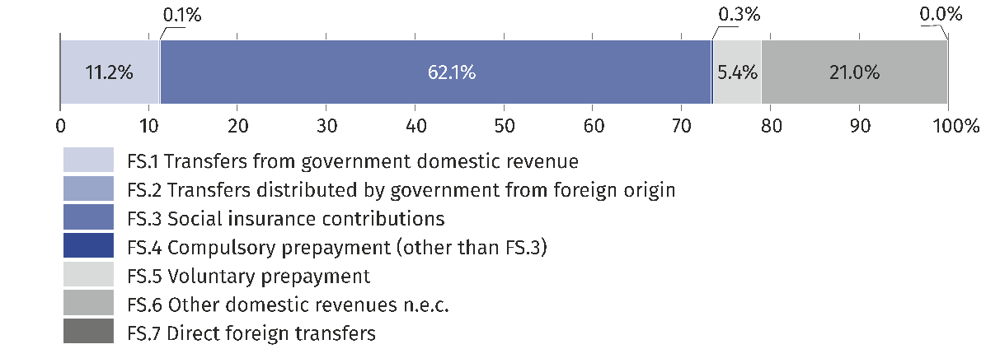 0.1% 0.3% 0.0%
11.2% 62.1% 5.4% 21.0%
0 10 20 30 40 50 60 70 80 90 100%
FS.1 Transfers from government domestic revenue
FS.2 Transfers distributed by government from foreign origin
FS.3 Social insurance contributions
FS.4 Compulsory prepayment (other than FS.3)
FS.5 Voluntary prepayment
FS.6 Other domestic revenues n.e.c.
FS.7 Direct foreign transfers